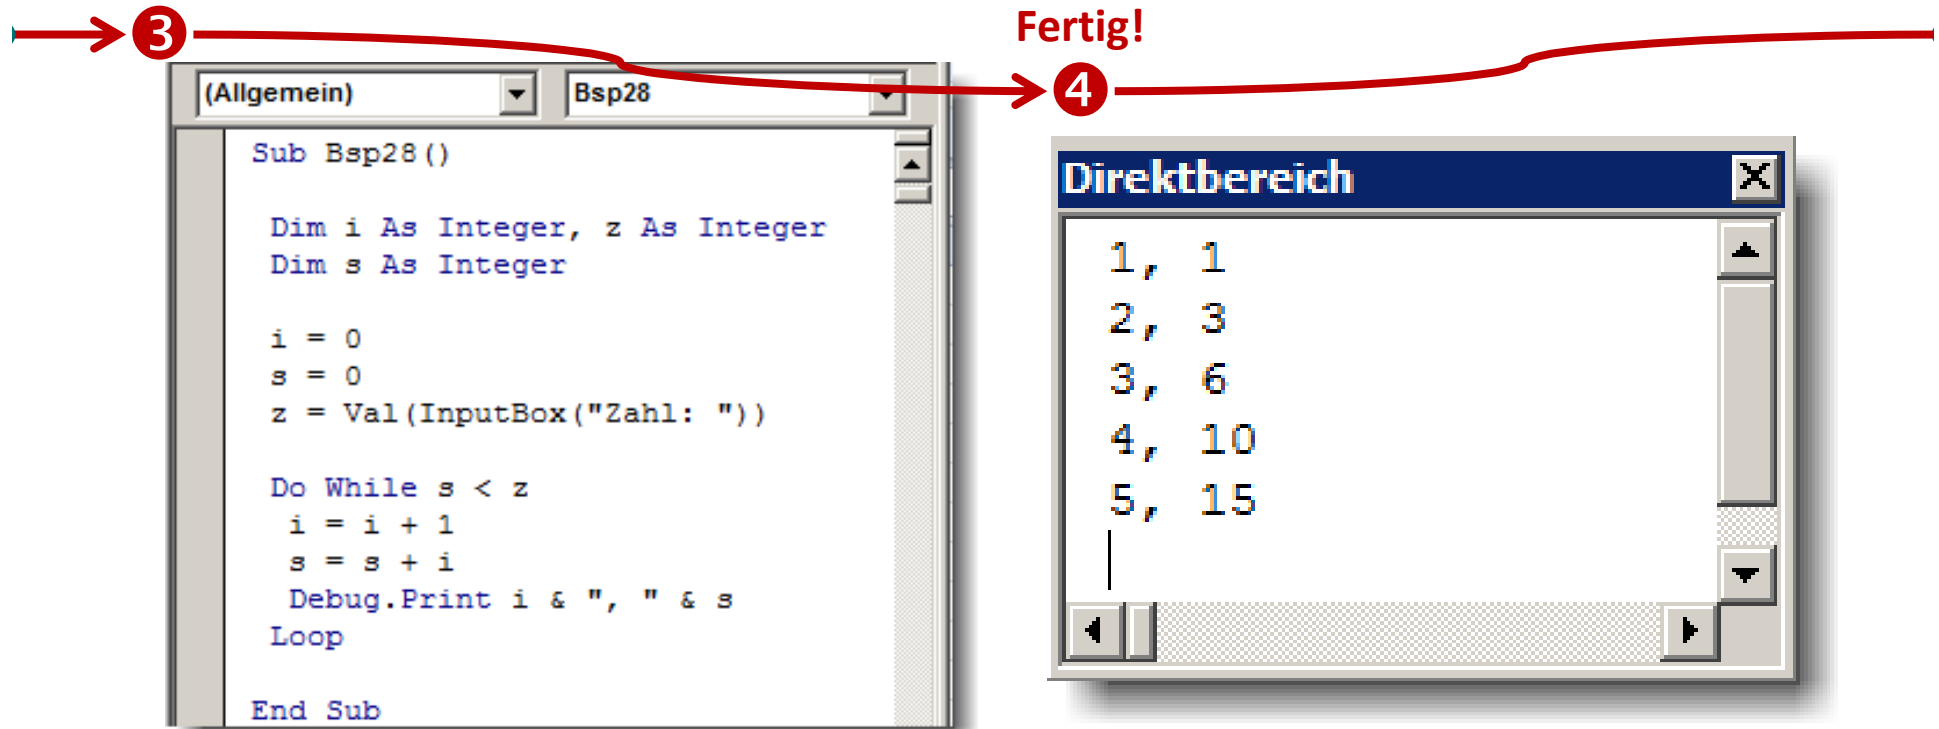 3
Fertig!
4
(Allgemein) Bsp28
Sub Bsp28()
Dim i As Integer, z As Integer
Dim s As Integer
i = 0
s = 0
z = Val(InputBox("Zahl: "))
Do While s < z
i = i + 1
s = s + i
Debug.Print i & ", " & s
Loop
End Sub
Direktbereich
1, 1
2, 3
3, 6
4, 10
5, 15